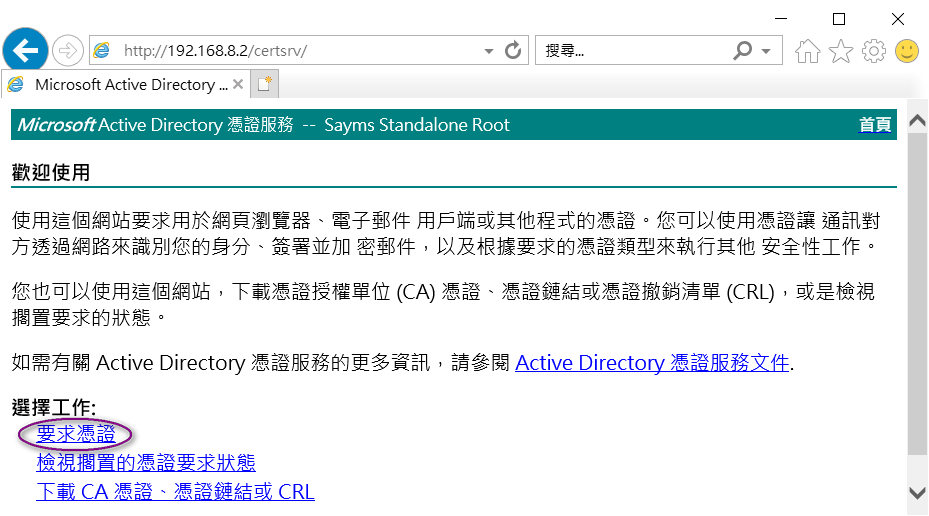 http://192.168.8.2/certsrv/
搜尋...
Microsoft Active Directory ...
Microsoft Active Directory 憑證服務 -- Sayms Standalone Root
首頁
歡迎使用
使用這個網站要求用於網頁瀏覽器、電子郵件 用戶端或其他程式的憑證。您可以使用憑證讓 通訊對
方透過網路來識別您的身分、簽署並加 密郵件，以及根據要求的憑證類型來執行其他 安全性工作。
您也可以使用這個網站，下載憑證授權單位 (CA) 憑證、憑證鏈結或憑證撤銷清單 (CRL)，或是檢視
擱置要求的狀態。
如需有關 Active Directory 憑證服務的更多資訊，請參閱 Active Directory 憑證服務文件.
選擇工作:
要求憑證
檢視擱置的憑證要求狀態
下載 CA 憑證、憑證鏈結或 CRL